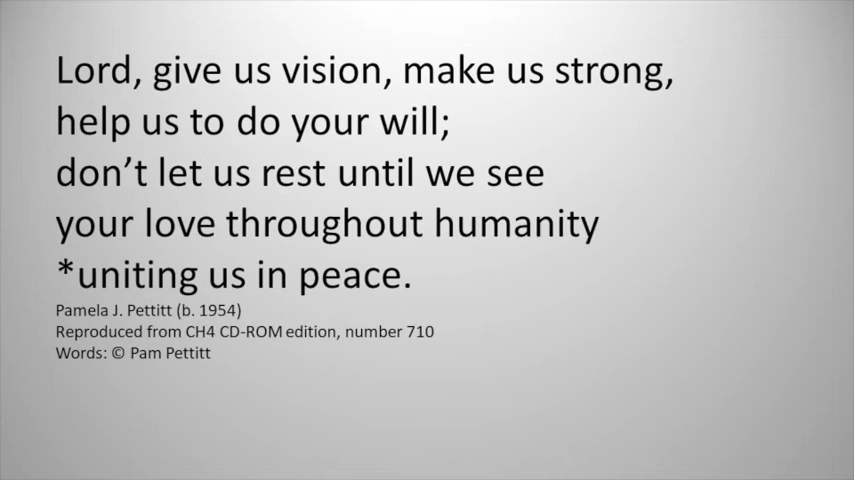 Lord, give us vision, make us strong,
help us to do your will;
don’t let us rest until we see
your love throughout humanity
*uniting us in peace.
Pamela J. Pettitt (b. 1954)
Reproduced from CH4 CD-ROM edition, number 710
Words: © Pam Pettitt